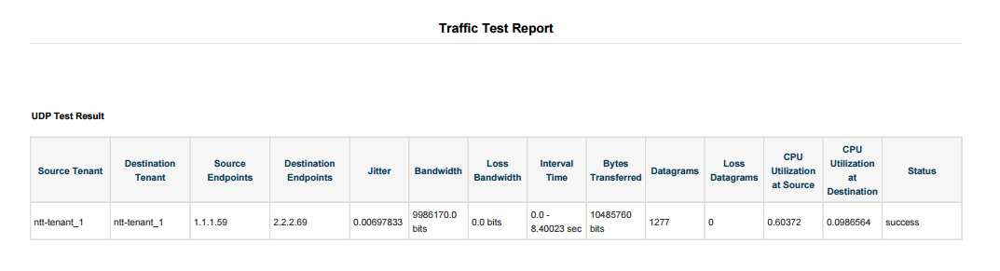 Traffic Test Report
UDP Test Result
Source Tenant
Destination
Tenant
Source
Endpoints
Destination
Endpoints
Jitter
Bandwidth
Loss
Bandwidth
Interval
Time
Bytes
Transferred
Datagrams
Loss
Datagrams
CPU
Utilization
at Source
CPU
Utilization
at
Destination
Status
ntt-tenant_1
ntt-tenant_1
1.1.1.59
2.2.2.69
0.00697833
9986170.0
bits
0.0 bits
0.0 -
8.40023 sec
10485760
bits
1277
0
0.60372
0.0986564
success